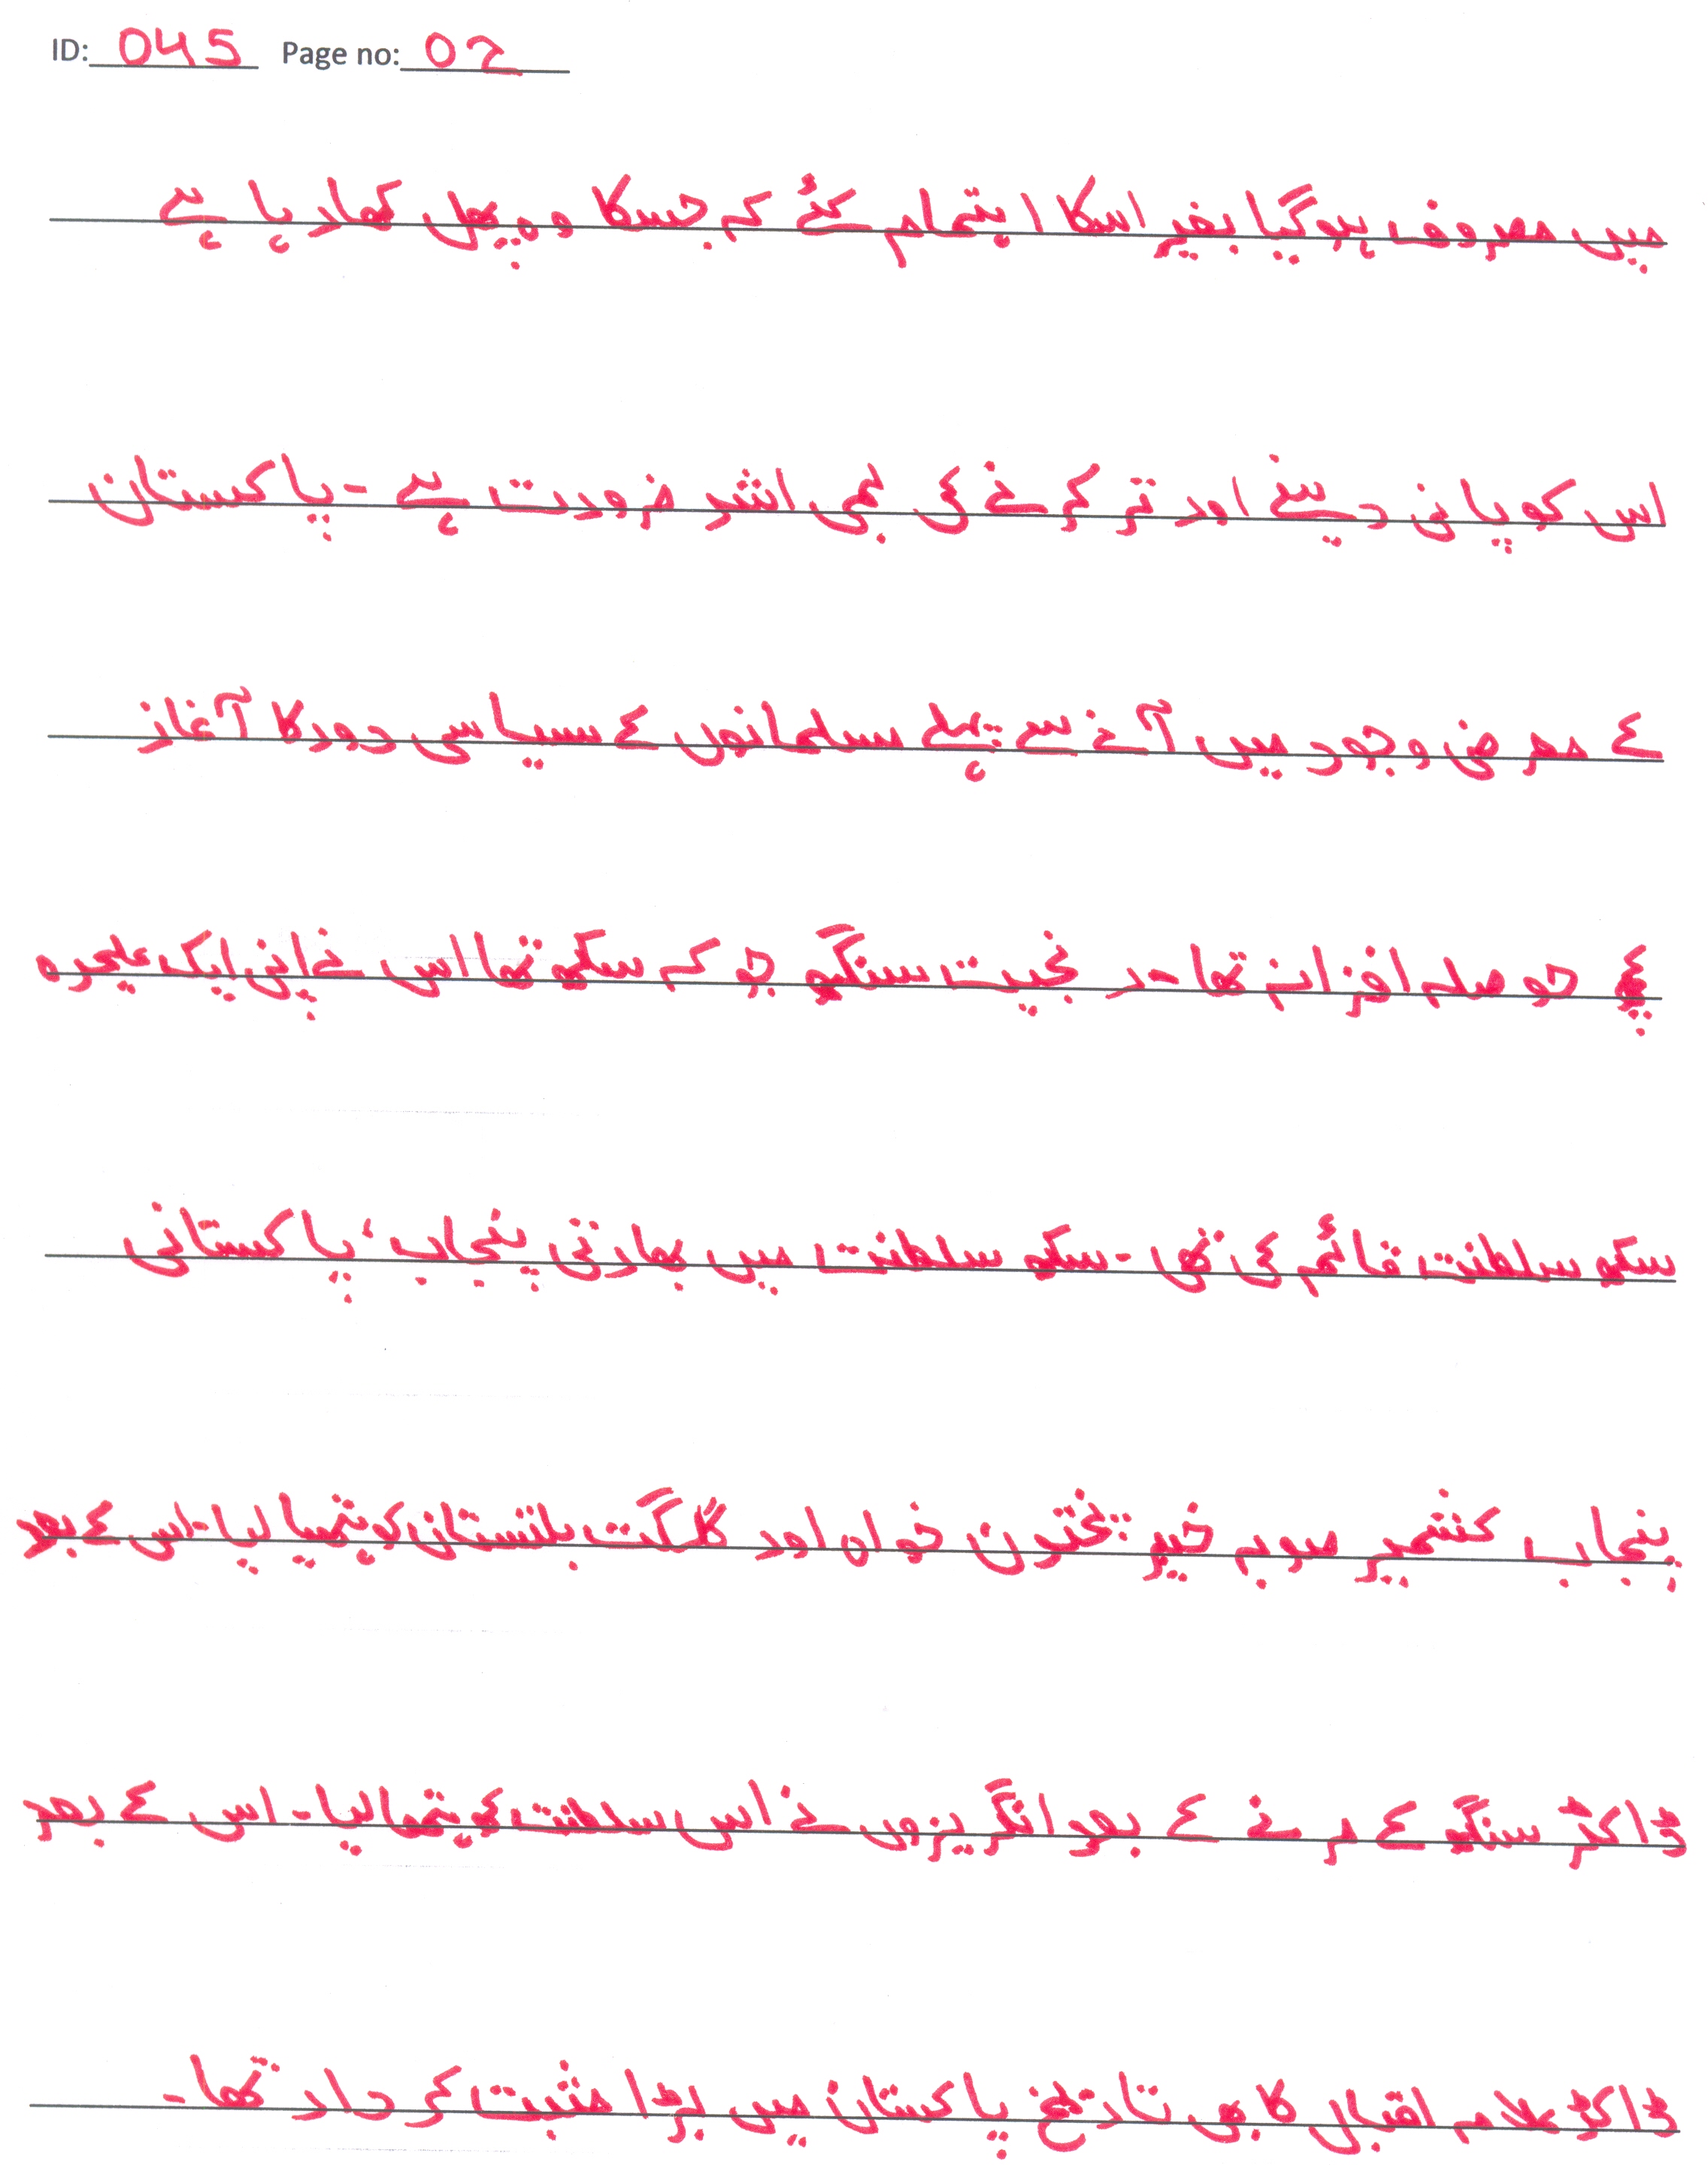 ID: 045 Page no: 02
میں مصروف ہوگیا بغیر اسکا اہتمام کئے کہ جسکا وہ پھل کھا رہا ہے
اس کو پانی دینے اور تر کرنے کی بھی اشد ضرورت ہے - پاکستان
کے معرض وجود میں آنے سے پہلے مسلمانوں کے سیاسی دور کا آغاز
حوصلہ افزا نہ تھا - رنجیت سنگھ جو کہ سکھ تھا اس نے اپنی ایک علیحدہ
سکھ سلطنت قائم کی تھی - سکھ سلطنت میں بھارتی پنجاب ، پاکستانی
پنجاب کشمیر صوبہ خیبر پختون خواہ اور گلگت بلتستان کو ہتھیا لیا - اس کے بعد
ڈاکٹر سنگھ کے مرنے کے بعد انگریزوں نے اس سلطنت کو ہتھا لیا - اس کے بعد
ڈاکٹر علامہ اقبال کا بھی تاریخ پاکستان میں بڑا مثبت کردار تھا -